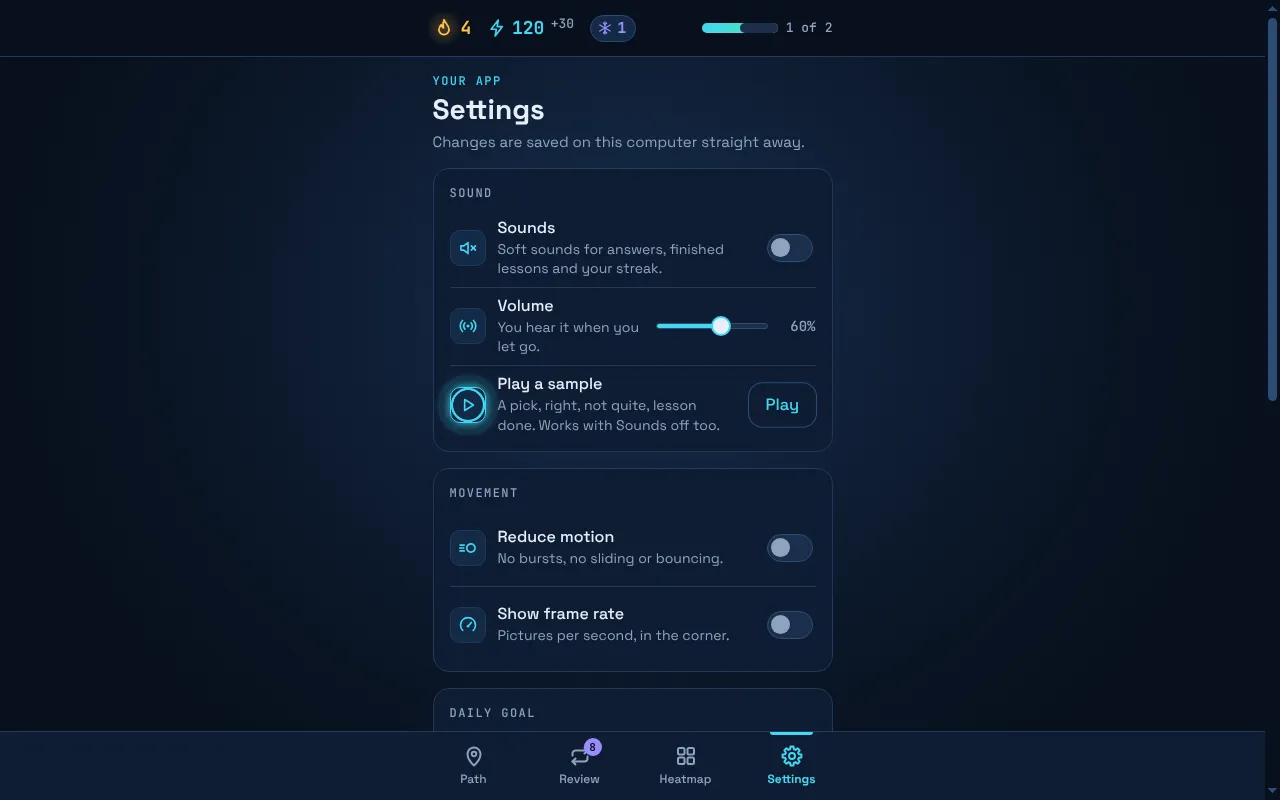 4 120 +30 1 1 of 2
YOUR APP
Settings
Changes are saved on this computer straight away.
SOUND
Sounds
Soft sounds for answers, finished
lessons and your streak.
Volume
You hear it when you
let go.
60%
Play a sample
A pick, right, not quite, lesson
done. Works with Sounds off too.
Play
MOVEMENT
Reduce motion
No bursts, no sliding or bouncing.
Show frame rate
Pictures per second, in the corner.
DAILY GOAL
8
Path Review Heatmap Settings